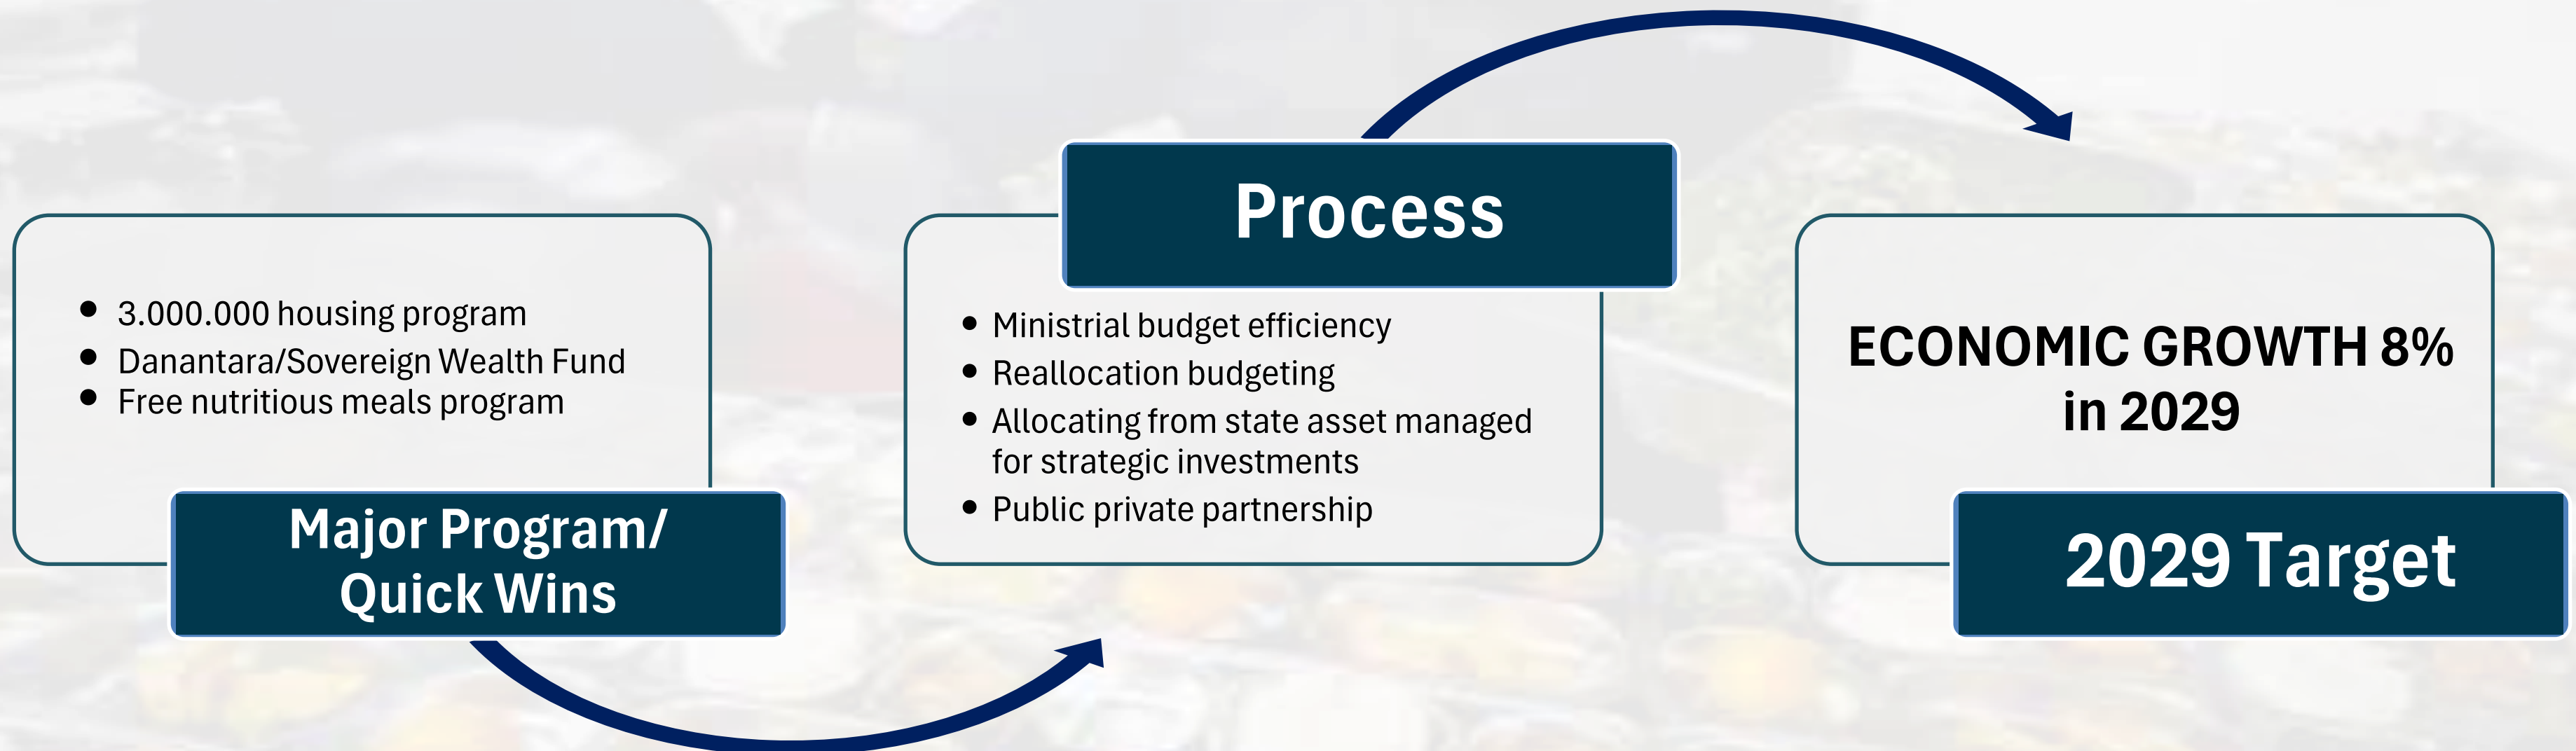 3.000.000 housing program
Danantara/Sovereign Wealth Fund
Free nutritious meals program
Major Program/
Quick Wins
Process
Ministrial budget efficiency
Reallocation budgeting
Allocating from state asset managed
for strategic investments
Public private partnership
ECONOMIC GROWTH 8%
in 2029
2029 Target